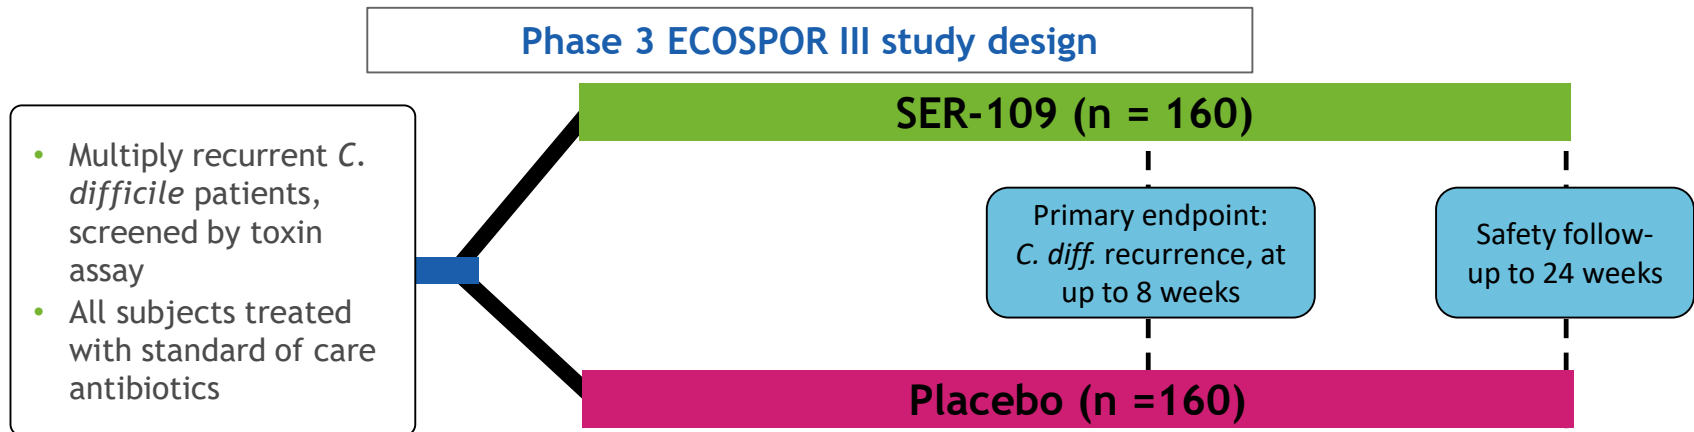 Phase 3 ECOSPOR III study design
• Multiply recurrent C.
difficile patients,
screened by toxin
assay
• All subjects treated
with standard of care
antibiotics
SER-109 (n = 160)
Primary endpoint:
C. diff. recurrence, at
up to 8 weeks
Safety follow-
up to 24 weeks
Placebo (n =160)